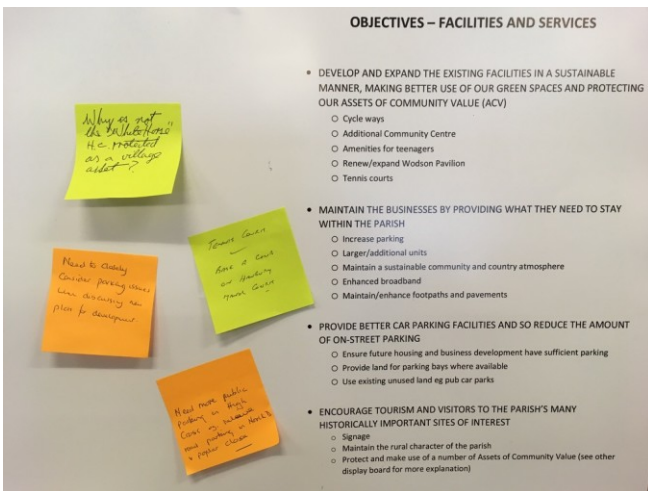 OBJECTIVES – FACILITIES AND SERVICES
• DEVELOP AND EXPAND THE EXISTING FACILITIES IN A SUSTAINABLE
MANNER, MAKING BETTER USE OF OUR GREEN SPACES AND PROTECTING
OUR ASSETS OF COMMUNITY VALUE (ACV)
o Cycle ways
o Additional Community Centre
o Amenities for teenagers
o Renew/expand Wodson Pavilion
o Tennis courts
• MAINTAIN THE BUSINESSES BY PROVIDING WHAT THEY NEED TO STAY
WITHIN THE PARISH
o Increase parking
o Larger/additional units
o Maintain a sustainable community and country atmosphere
o Enhanced broadband
o Maintain/enhance footpaths and pavements
• PROVIDE BETTER CAR PARKING FACILITIES AND SO REDUCE THE AMOUNT
OF ON-STREET PARKING
o Ensure future housing and business development have sufficient parking
o Provide land for parking bays where available
o Use existing unused land eg pub car parks
• ENCOURAGE TOURISM AND VISITORS TO THE PARISH'S MANY
HISTORICALLY IMPORTANT SITES OF INTEREST
o Signage
o Maintain the rural character of the parish
o Protect and make use of a number of Assets of Community Value (see other
display board for more explanation)
Why is not
the "White Horse"
H.C. protected
as a village
asset?
Need to
Consider parking issues
when discussing new
plans for development
Tennis Courts
Need more public
parking in High